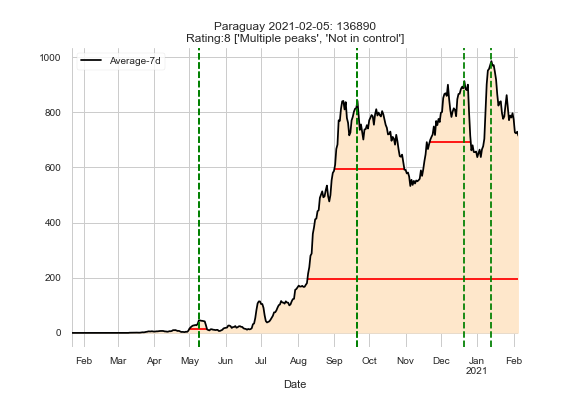 Paraguay 2021-02-05: 136890
Rating:8 ['Multiple peaks', 'Not in control']
Average-7d
1000
800
600
400
200
0
Feb Mar Apr May Jun Jul Aug Sep Oct Nov Dec Jan Feb
2021
Date